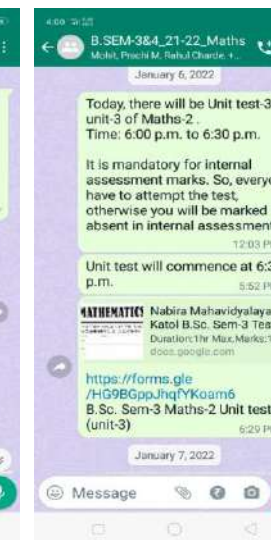 4:00
B.SEM-3&4_21-22_Maths
Mohit, Prachi M, Rahul Charde, +...
January 6, 2022
Today, there will be Unit test-3
unit-3 of Maths-2 .
Time: 6:00 p.m. to 6:30 p.m.
It is mandatory for internal
assessment marks. So, everyo
have to attempt the test,
otherwise you will be marked
absent in internal assessment
12:03 P
Unit test will commence at 6:3
p.m.
5:52 P
MATHEMATICS
Nabira Mahavidyalaya
Katol B.Sc. Sem-3 Tes
Duration:1hr Max.Marks:1
docs.google.com
https://forms.gle
/HG9BGppJhqfYKoam6
B.Sc. Sem-3 Maths-2 Unit test
(unit-3)
6:29 P
January 7, 2022
Message